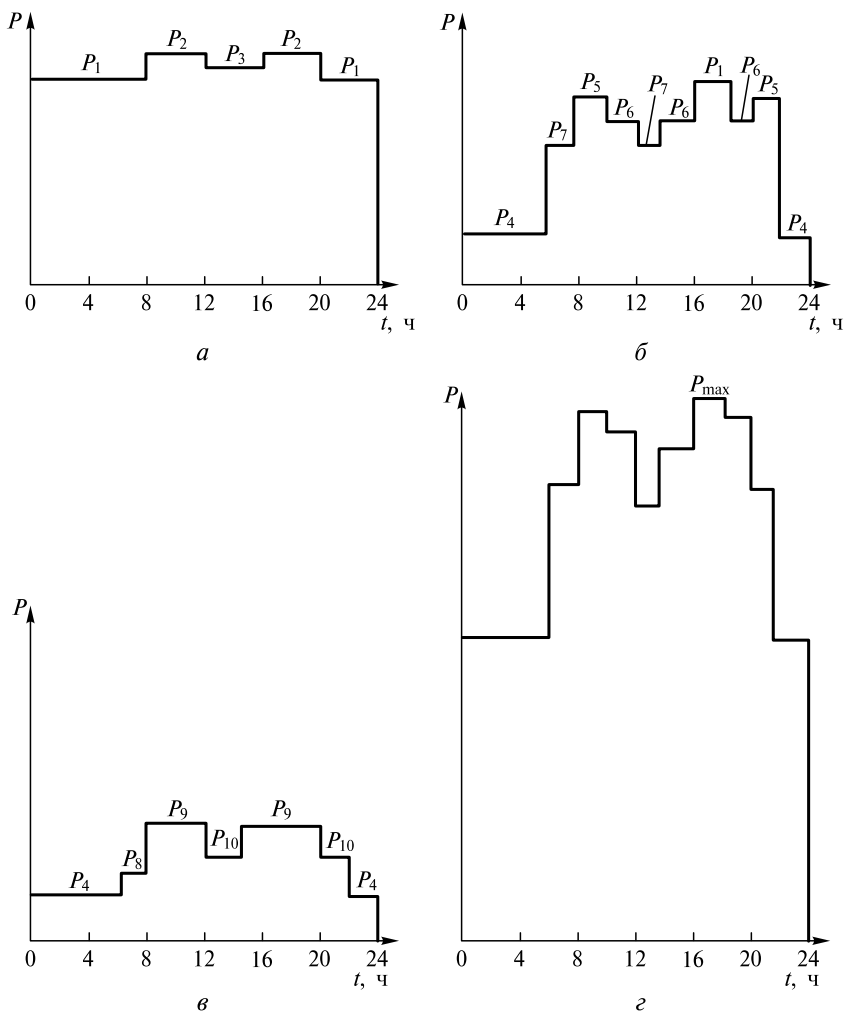 P
P₁ P₂ P₃ P₂ P₁
0 4 8 12 16 20 24
t, ч
а
P
P₄ P₇ P₅ P₆ P₇ P₆ P₁ P₆ P₅ P₄
0 4 8 12 16 20 24
t, ч
б
P
P₄ P₈ P₉ P₁₀ P₉ P₁₀ P₄
0 4 8 12 16 20 24
t, ч
в
P
Pmax
0 4 8 12 16 20 24
t, ч
г